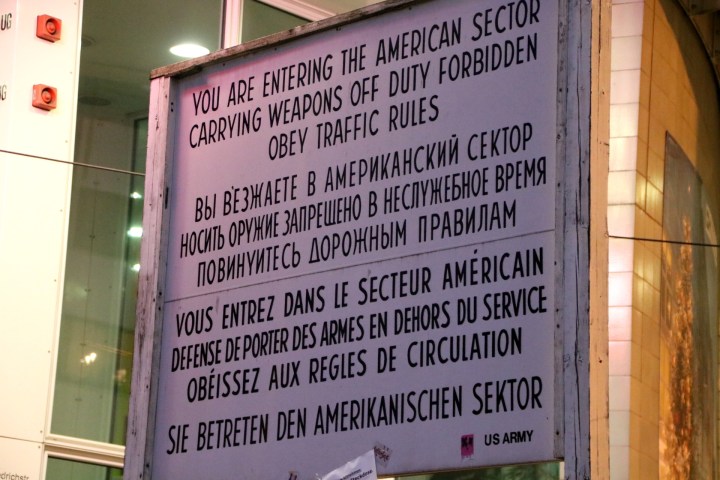 YOU ARE ENTERING THE AMERICAN SECTOR
CARRYING WEAPONS OFF DUTY FORBIDDEN
OBEY TRAFFIC RULES
ВЫ ВЪЕЗЖАЕТЕ В АМЕРИКАНСКИЙ СЕКТОР
НОСИТЬ ОРУЖИЕ ЗАПРЕЩЕНО В НЕСЛУЖЕБНОЕ ВРЕМЯ
ПОВИНУЙТЕСЬ ДОРОЖНЫМ ПРАВИЛАМ
VOUS ENTREZ DANS LE SECTEUR AMÉRICAIN
DEFENSE DE PORTER DES ARMES EN DEHORS DU SERVICE
OBÉISSEZ AUX REGLES DE CIRCULATION
SIE BETRETEN DEN AMERIKANISCHEN SEKTOR
US ARMY